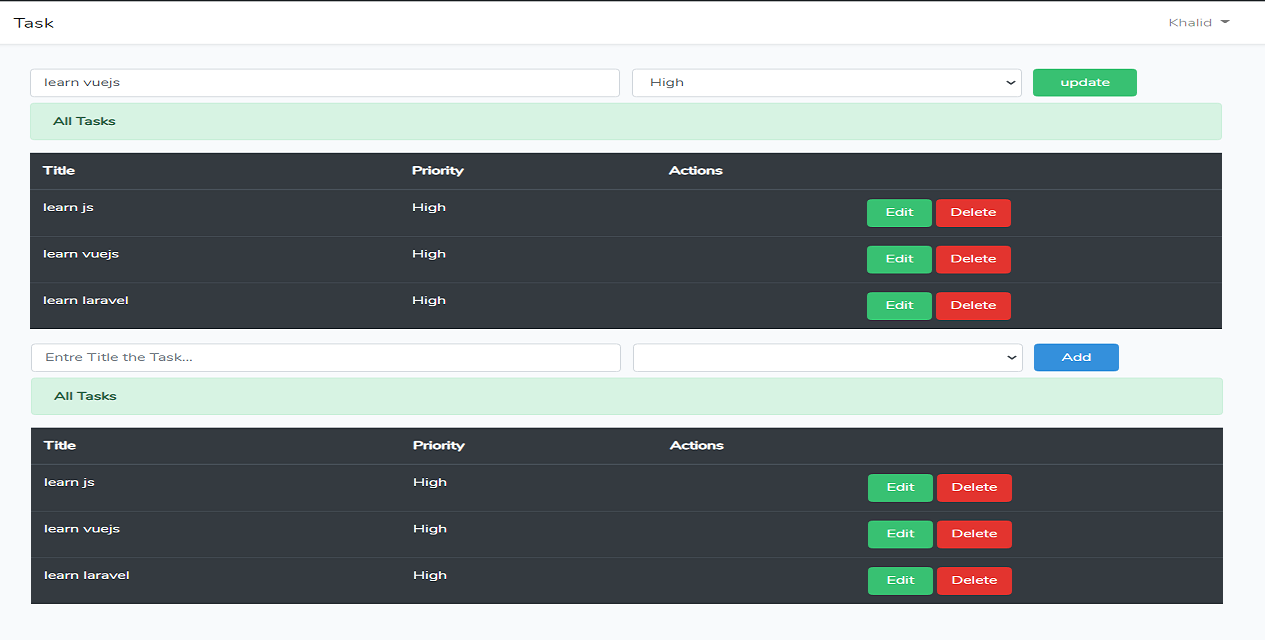 Task Khalid
learn vuejs High update
All Tasks
Title Priority Actions
learn js High Edit Delete
learn vuejs High Edit Delete
learn laravel High Edit Delete
Entre Title the Task... Add
All Tasks
Title Priority Actions
learn js High Edit Delete
learn vuejs High Edit Delete
learn laravel High Edit Delete